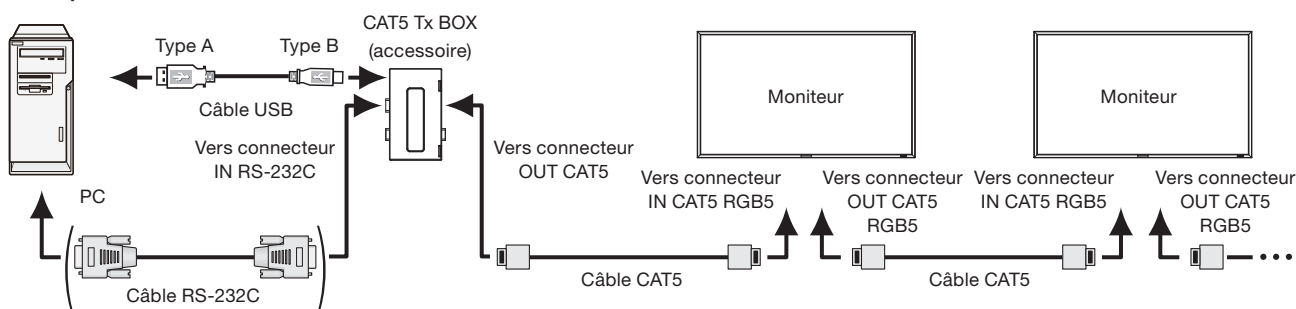 CAT5 Tx BOX
(accessoire)
Type A
Type B
Câble USB
Moniteur
Moniteur
Vers connecteur
IN RS-232C
Vers connecteur
OUT CAT5
Vers connecteur
IN CAT5 RGB5
Vers connecteur
OUT CAT5
RGB5
Vers connecteur
IN CAT5 RGB5
Vers connecteur
OUT CAT5
RGB5
PC
Câble RS-232C
Câble CAT5
Câble CAT5